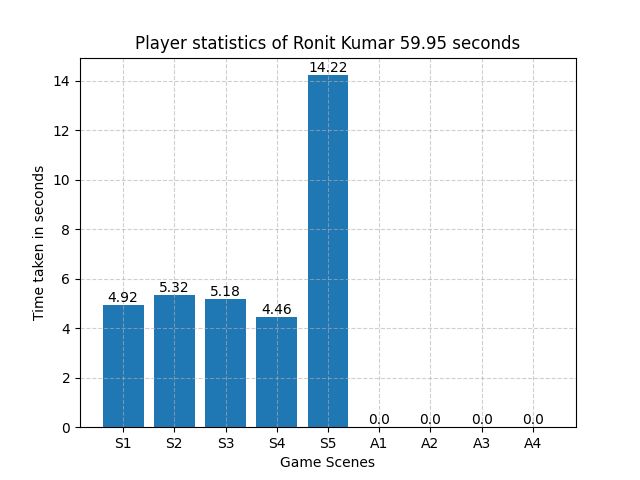 Player statistics of Ronit Kumar 59.95 seconds
14.22
14
12
10
8
6
5.32
5.18
4.92
4.46
4
2
0.0 0.0 0.0 0.0
0
Time taken in seconds
S1 S2 S3 S4 S5 A1 A2 A3 A4
Game Scenes